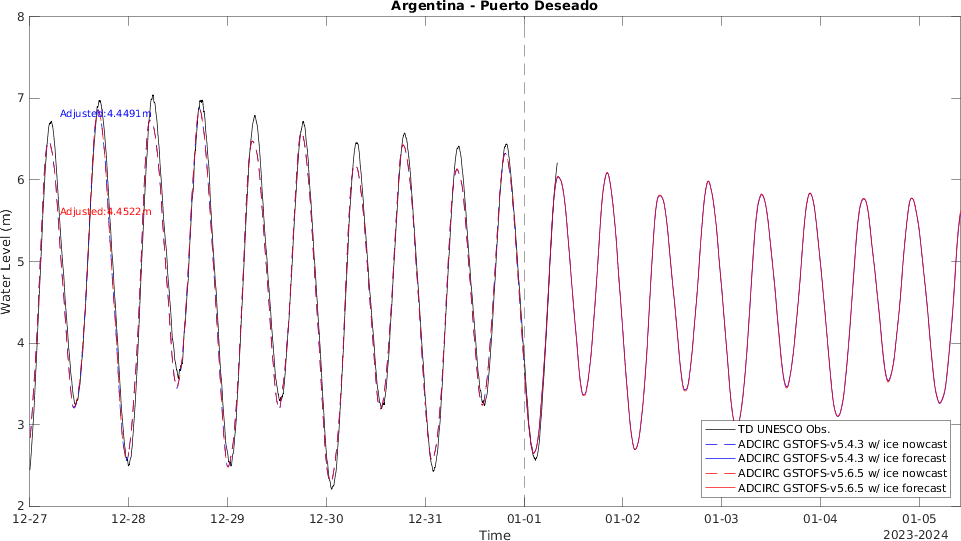 Argentina - Puerto Deseado
8
7
6
5
4
3
2
Water Level (m)
Adjusted:4.4491m
Adjusted:4.4522m
TD UNESCO Obs.
ADCIRC GSTOFS-v5.4.3 w/ ice nowcast
ADCIRC GSTOFS-v5.4.3 w/ ice forecast
ADCIRC GSTOFS-v5.6.5 w/ ice nowcast
ADCIRC GSTOFS-v5.6.5 w/ ice forecast
12-27 12-28 12-29 12-30 12-31 01-01 01-02 01-03 01-04 01-05
Time
2023-2024